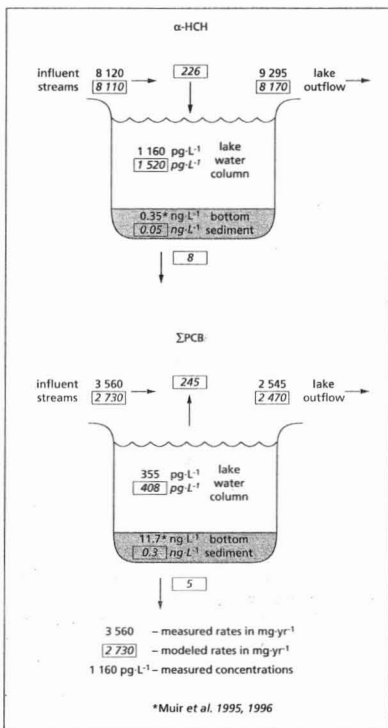 α-HCH
influent streams 8 120 8 110
226
9 295 8 170 lake outflow
1 160 pg·L⁻¹ lake
1 520 pg·L⁻¹ water
column
0.35* ng·L⁻¹ bottom
0.05 ng·L⁻¹ sediment
8
ΣPCB
influent streams 3 560 2 730
245
2 545 2 470 lake outflow
355 pg·L⁻¹ lake
408 pg·L⁻¹ water
column
11.7* ng·L⁻¹ bottom
0.3 ng·L⁻¹ sediment
5
3 560 – measured rates in mg·yr⁻¹
2 730 – modeled rates in mg·yr⁻¹
1 160 pg·L⁻¹ – measured concentrations
*Muir et al. 1995, 1996